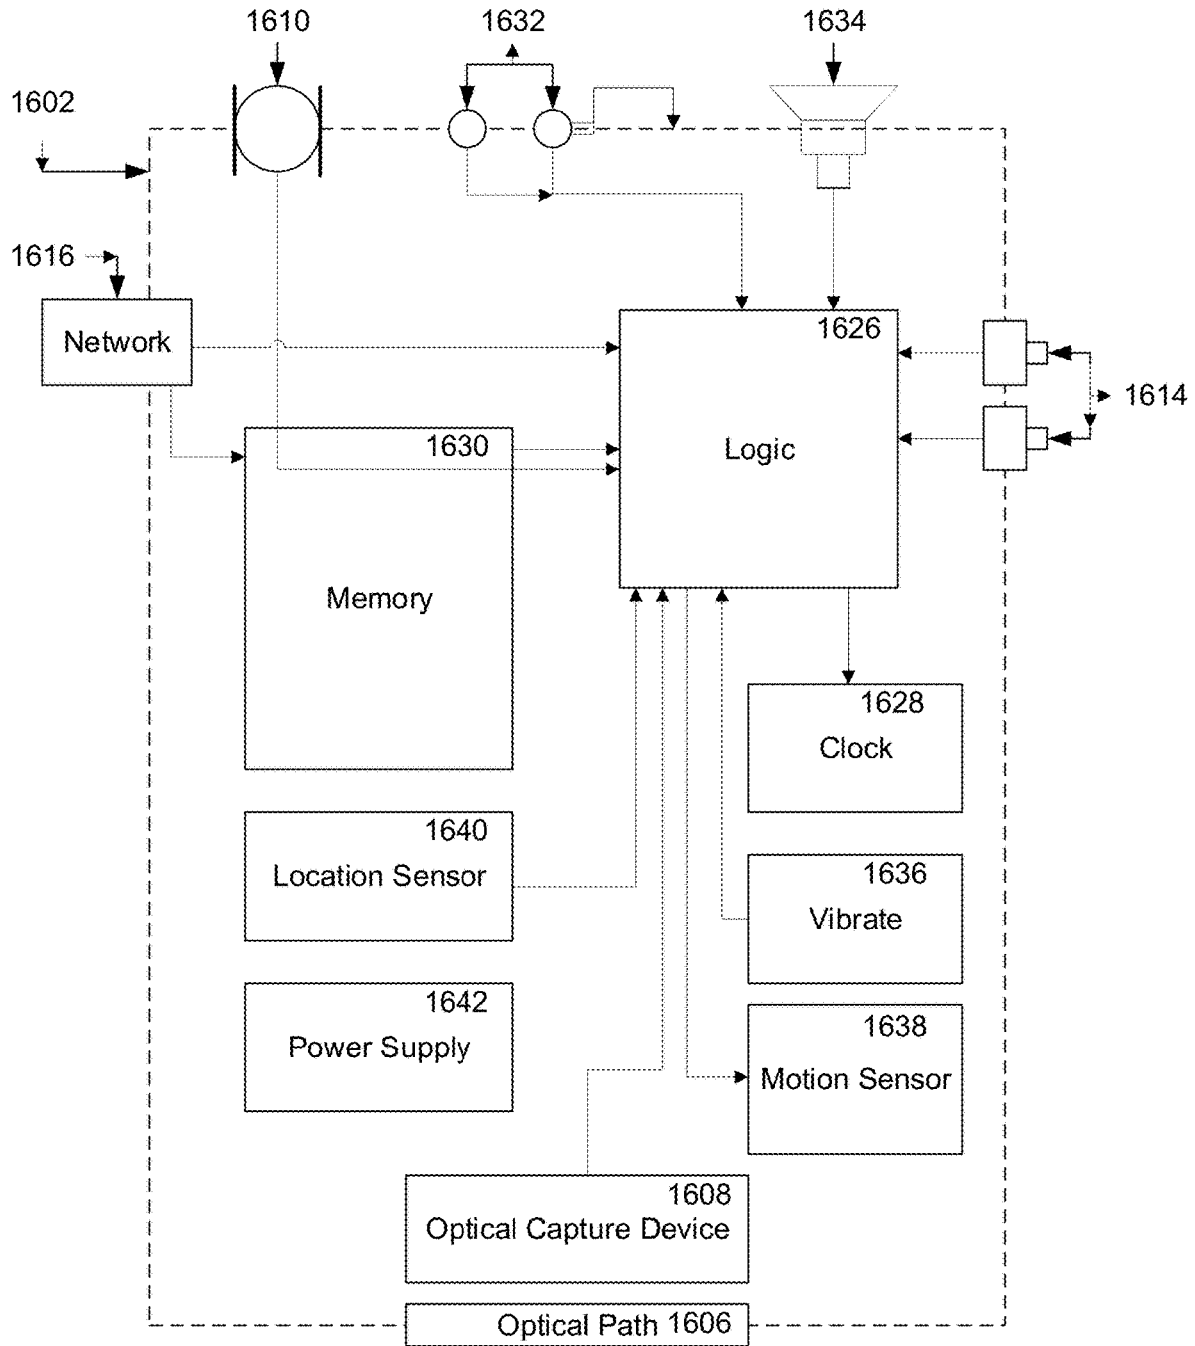 1610
1632
1634
1602
1616
Network
1626
Logic
1614
1630
Memory
1628
Clock
1640
Location Sensor
1636
Vibrate
1642
Power Supply
1638
Motion Sensor
1608
Optical Capture Device
Optical Path 1606